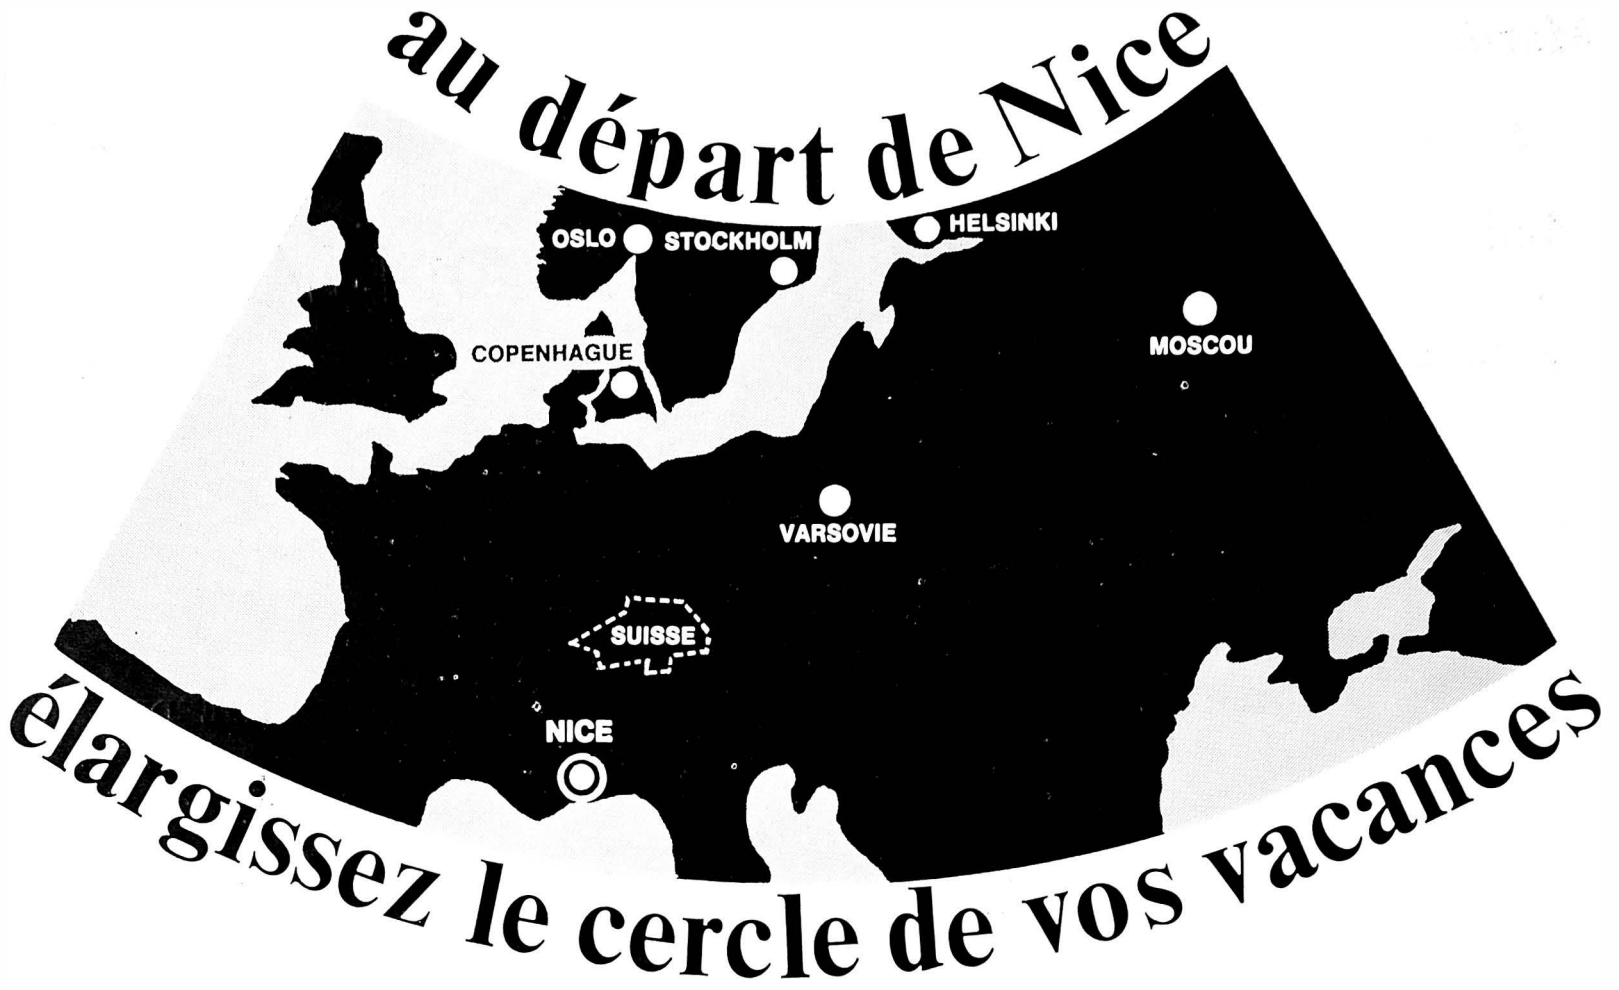 au départ de Nice
OSLO
STOCKHOLM
HELSINKI
MOSCOU
COPENHAGUE
VARSOVIE
SUISSE
NICE
élargissez le cercle de vos vacances